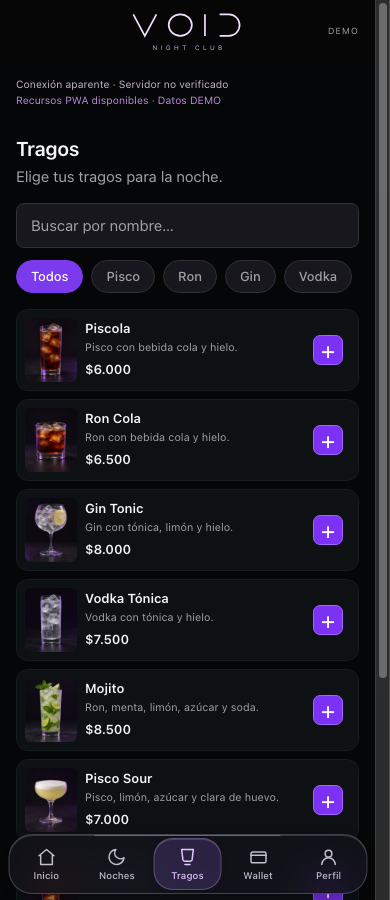 VOID
NIGHT CLUB
DEMO
Conexión aparente · Servidor no verificado
Recursos PWA disponibles · Datos DEMO
Tragos
Elige tus tragos para la noche.
Buscar por nombre...
Todos Pisco Ron Gin Vodka
Piscola
Pisco con bebida cola y hielo.
$6.000
Ron Cola
Ron con bebida cola y hielo.
$6.500
Gin Tonic
Gin con tónica, limón y hielo.
$8.000
Vodka Tónica
Vodka con tónica y hielo.
$7.500
Mojito
Ron, menta, limón, azúcar y soda.
$8.500
Pisco Sour
Pisco, limón, azúcar y clara de huevo.
$7.000
Inicio Noches Tragos Wallet Perfil